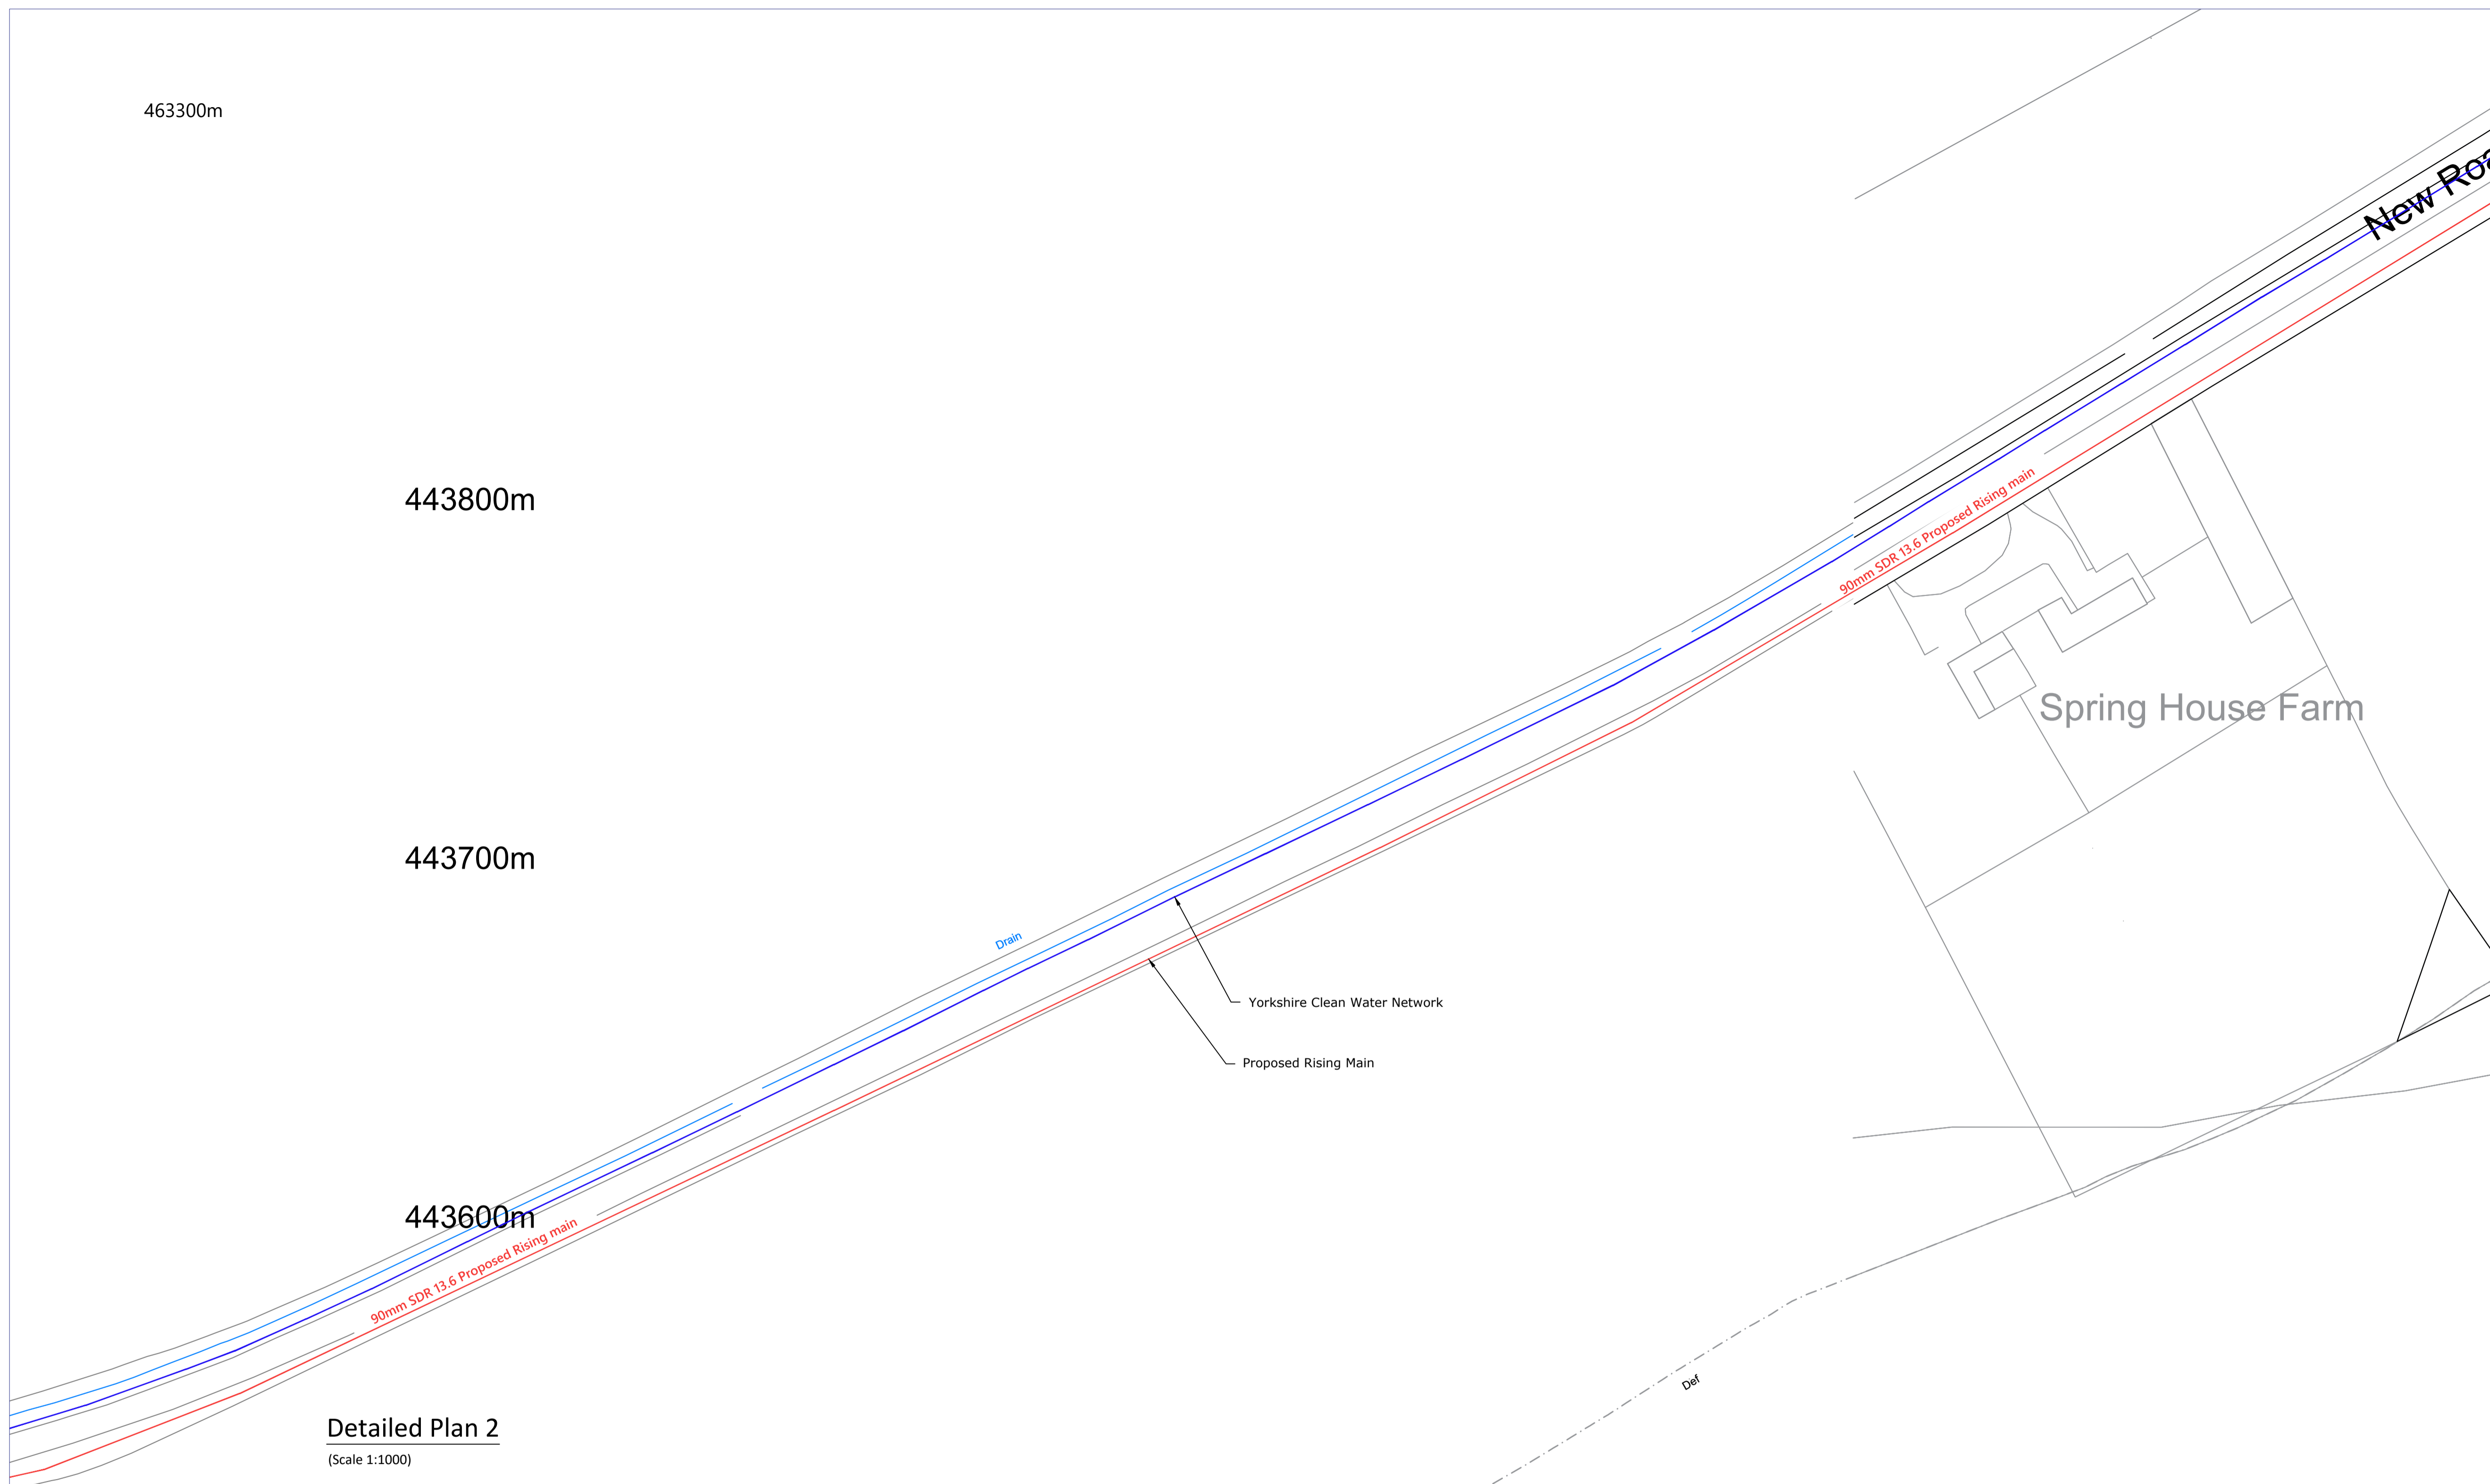 463300m
New Roa
443800m
90mm SDR 13.6 Proposed Rising main
Spring House Farm
443700m
Drain
Yorkshire Clean Water Network
Proposed Rising Main
443600m
90mm SDR 13.6 Proposed Rising main
Def
Detailed Plan 2
(Scale 1:1000)